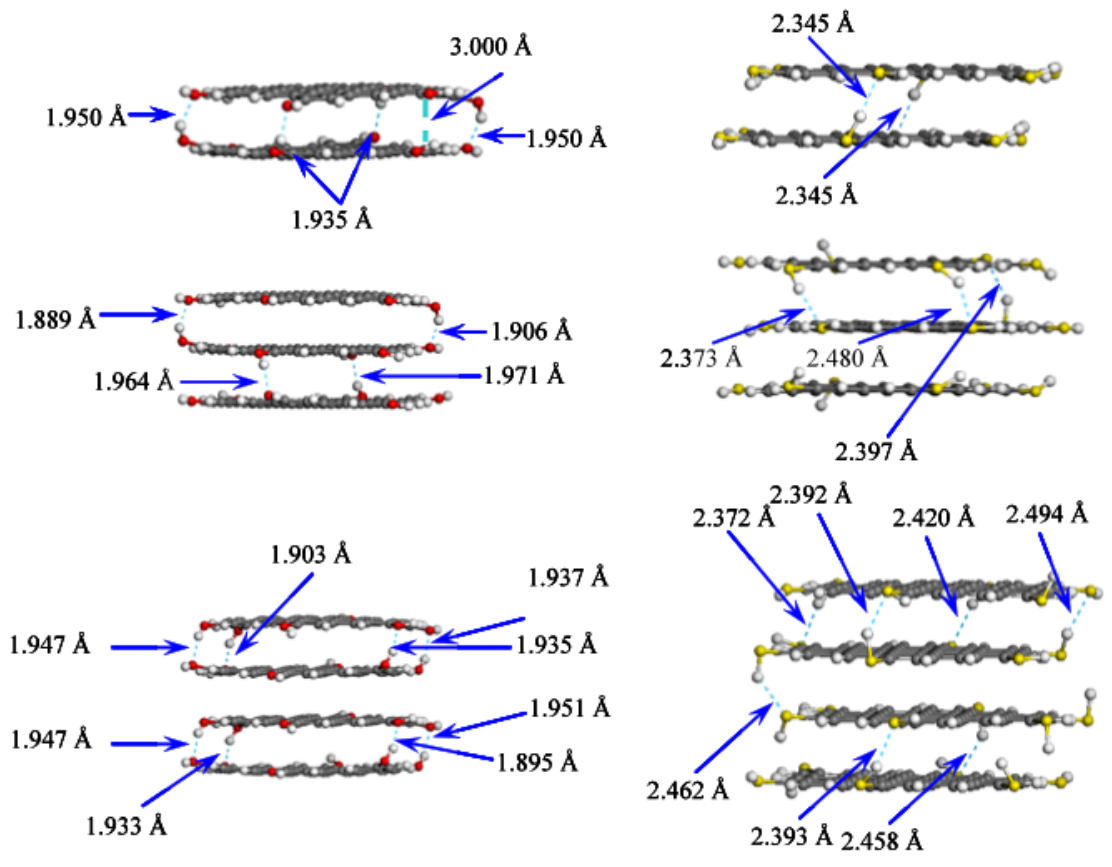 3.000 Å
1.950 Å
1.950 Å
1.935 Å
2.345 Å
2.345 Å
1.889 Å
1.906 Å
1.964 Å
1.971 Å
2.373 Å
2.480 Å
2.397 Å
1.903 Å
1.937 Å
1.947 Å
1.935 Å
1.951 Å
1.947 Å
1.895 Å
1.933 Å
2.392 Å
2.372 Å
2.420 Å
2.494 Å
2.462 Å
2.393 Å
2.458 Å